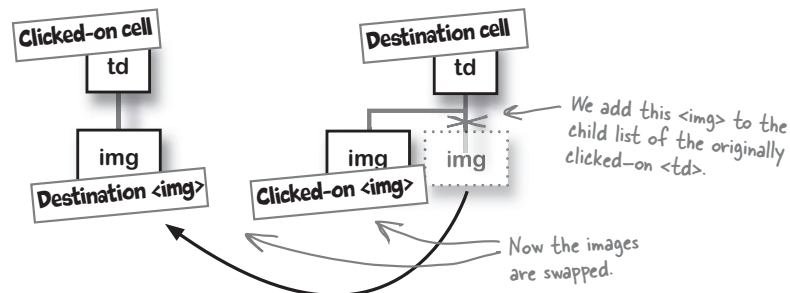 Clicked-on cell
td
img
Destination <img>
Destination cell
td
img
img
Clicked-on <img>
We add this <img> to the
child list of the originally
clicked-on <td>.
Now the images
are swapped.